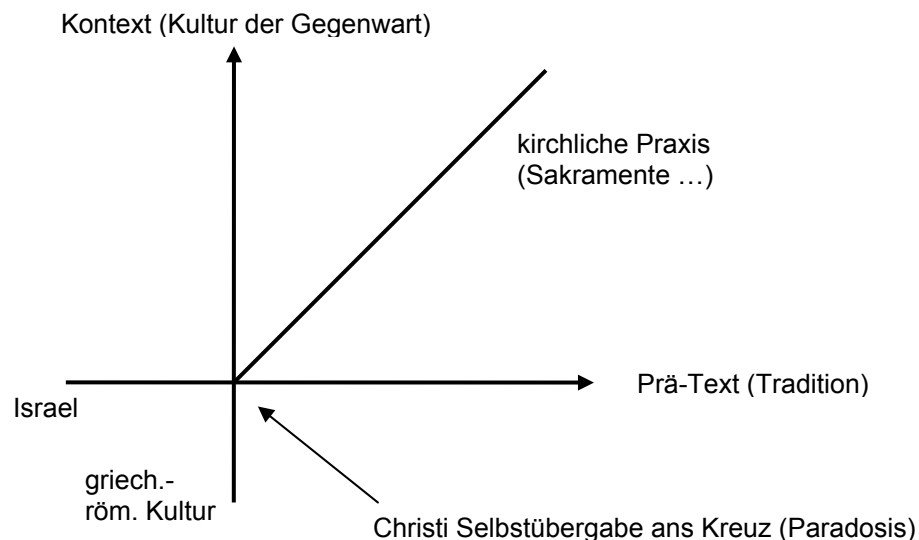 Kontext (Kultur der Gegenwart)
kirchliche Praxis
(Sakramente …)
Prä-Text (Tradition)
Israel
griech.-
röm. Kultur
Christi Selbstübergabe ans Kreuz (Paradosis)